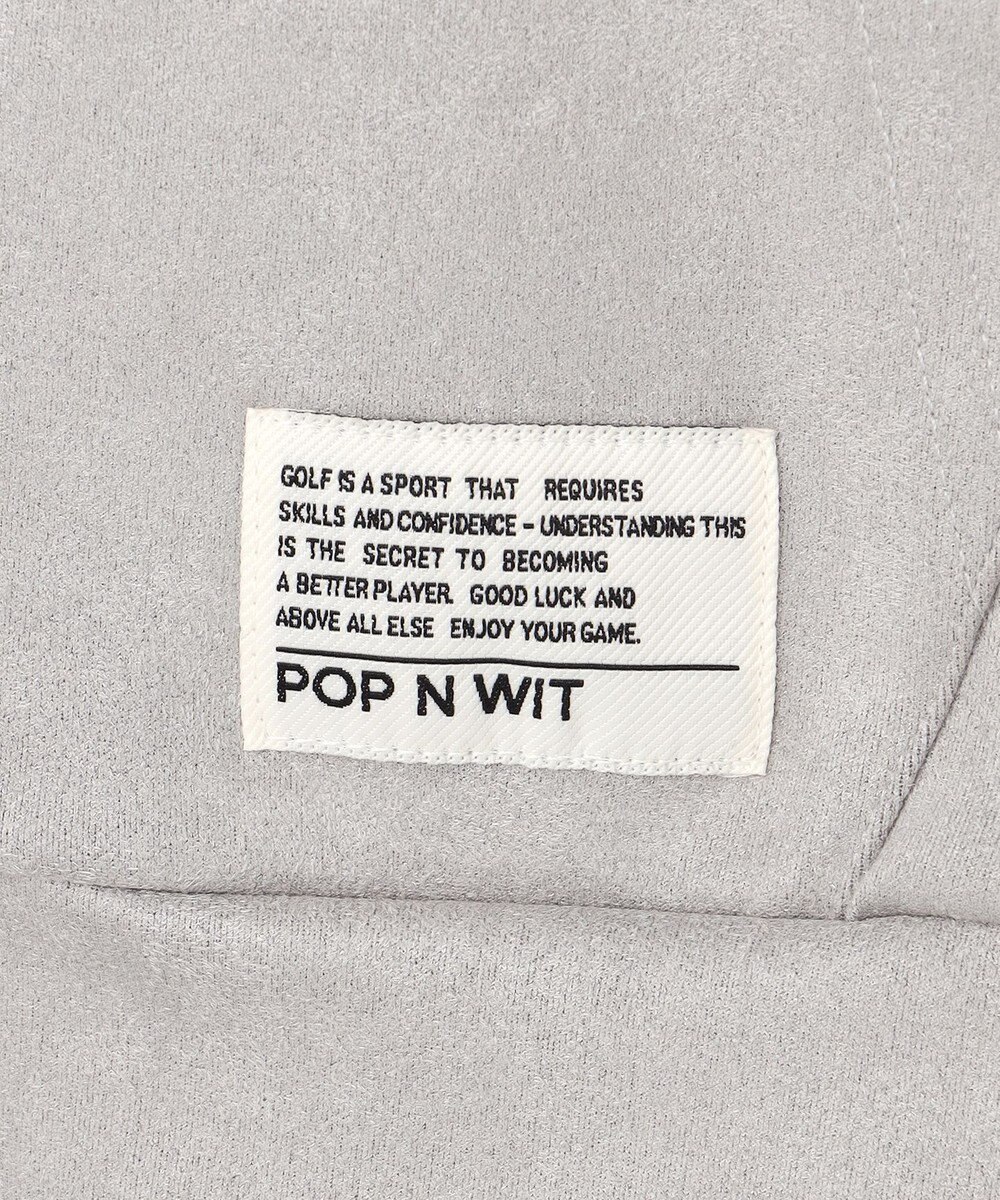 GOLF IS A SPORT THAT REQUIRES
SKILLS AND CONFIDENCE - UNDERSTANDING THIS
IS THE SECRET TO BECOMING
A BETTER PLAYER. GOOD LUCK AND
ABOVE ALL ELSE ENJOY YOUR GAME.
POP N WIT